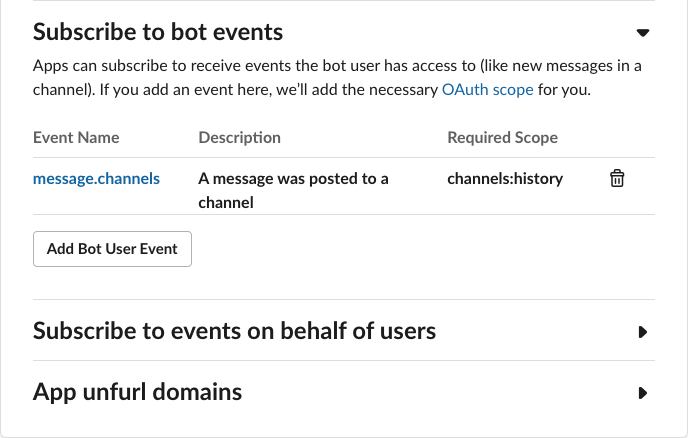 Subscribe to bot events
Apps can subscribe to receive events the bot user has access to (like new messages in a
channel). If you add an event here, we’ll add the necessary OAuth scope for you.
Event Name Description Required Scope
message.channels A message was posted to a channels:history
channel
Add Bot User Event
Subscribe to events on behalf of users
App unfurl domains